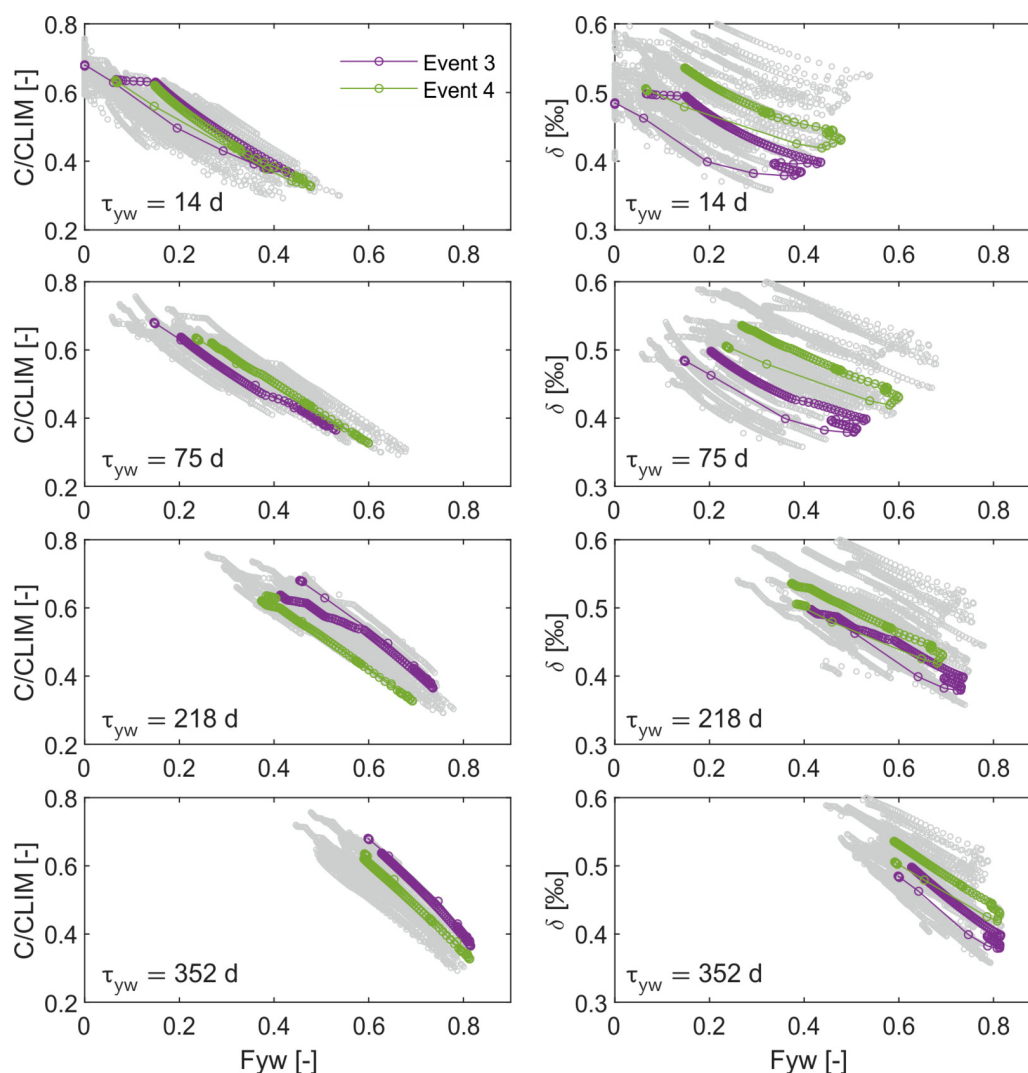 0.8
0.6
0.4
0.2
0 0.2 0.4 0.6 0.8
C/CLIM [-]
Event 3
Event 4
τyw = 14 d
0.6
0.5
0.4
0.3
0 0.2 0.4 0.6 0.8
δ [‰]
τyw = 14 d
0.8
0.6
0.4
0.2
0 0.2 0.4 0.6 0.8
C/CLIM [-]
τyw = 75 d
0.6
0.5
0.4
0.3
0 0.2 0.4 0.6 0.8
δ [‰]
τyw = 75 d
0.8
0.6
0.4
0.2
0 0.2 0.4 0.6 0.8
C/CLIM [-]
τyw = 218 d
0.6
0.5
0.4
0.3
0 0.2 0.4 0.6 0.8
δ [‰]
τyw = 218 d
0.8
0.6
0.4
0.2
0 0.2 0.4 0.6 0.8
C/CLIM [-]
τyw = 352 d
Fyw [-]
0.6
0.5
0.4
0.3
0 0.2 0.4 0.6 0.8
δ [‰]
τyw = 352 d
Fyw [-]